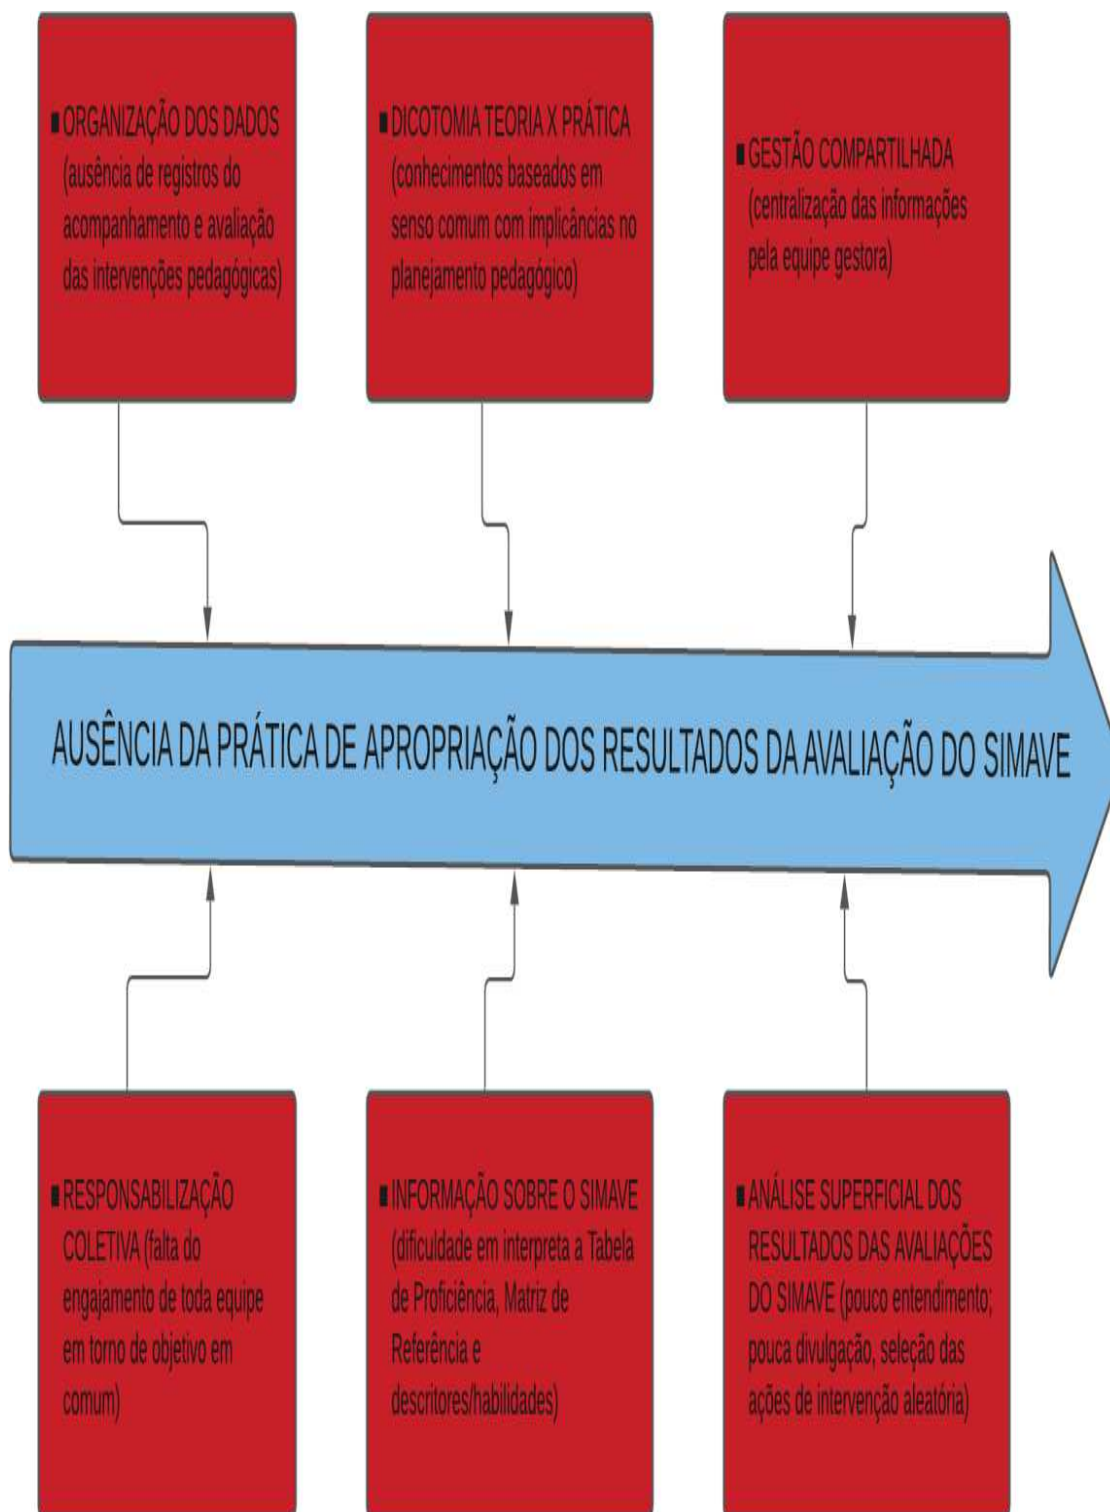 ■ ORGANIZAÇÃO DOS DADOS
(ausência de registros do
acompanhamento e avaliação
das intervenções pedagógicas)
■ DICOTOMIA TEORIA X PRÁTICA
(conhecimentos baseados em
senso comum com implicâncias no
planejamento pedagógico)
■ GESTÃO COMPARTILHADA
(centralização das informações
pela equipe gestora)
AUSÊNCIA DA PRÁTICA DE APROPRIAÇÃO DOS RESULTADOS DA AVALIAÇÃO DO SIMAVE
■ RESPONSABILIZAÇÃO
COLETIVA (falta do
engajamento de toda equipe
em torno de objetivo em
comum)
■ INFORMAÇÃO SOBRE O SIMAVE
(dificuldade em interpreta a Tabela
de Proficiência, Matriz de
Referência e
descritores/habilidades)
■ ANÁLISE SUPERFICIAL DOS
RESULTADOS DAS AVALIAÇÕES
DO SIMAVE (pouco entendimento;
pouca divulgação, seleção das
ações de intervenção aleatória)